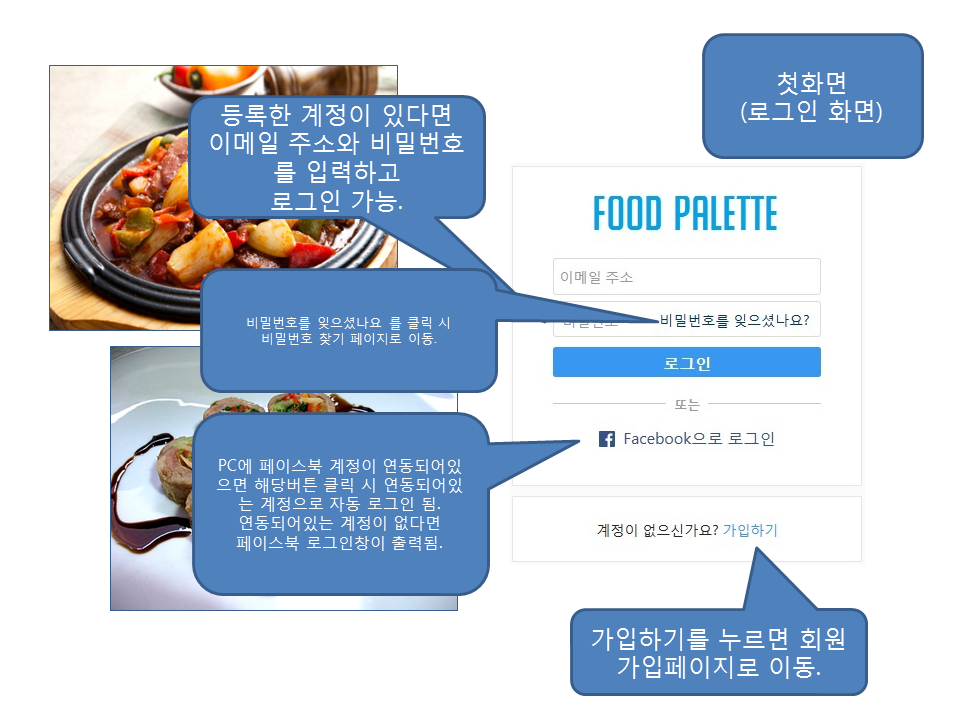 첫화면
(로그인 화면)
등록한 계정이 있다면
이메일 주소와 비밀번호
를 입력하고
로그인 가능.
FOOD PALETTE
이메일 주소
비밀번호를 잊으셨나요 를 클릭 시
비밀번호 찾기 페이지로 이동.
비밀번호를 잊으셨나요?
로그인
또는
Facebook으로 로그인
PC에 페이스북 계정이 연동되어있
으면 해당버튼 클릭 시 연동되어있
는 계정으로 자동 로그인 됨.
연동되어있는 계정이 없다면
페이스북 로그인창이 출력됨.
계정이 없으신가요? 가입하기
가입하기를 누르면 회원
가입페이지로 이동.